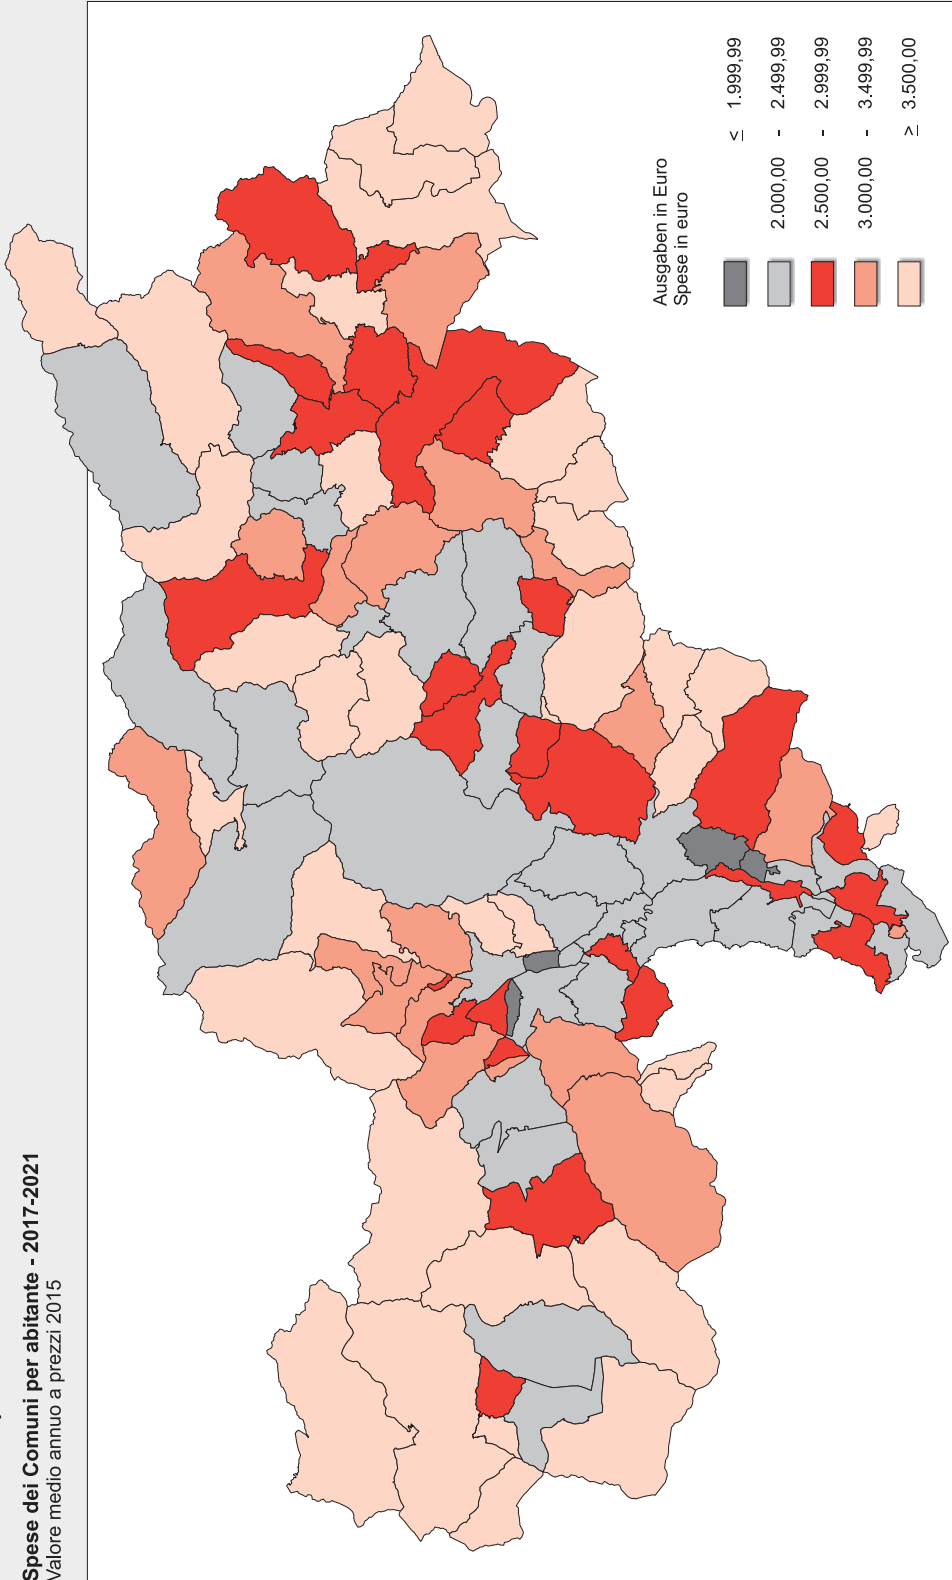 Spese dei Comuni per abitante - 2017-2021
Valore medio annuo a prezzi 2015
Ausgaben in Euro
Spese in euro
≤ 1.999,99
2.000,00 - 2.499,99
2.500,00 - 2.999,99
3.000,00 - 3.499,99
≥ 3.500,00